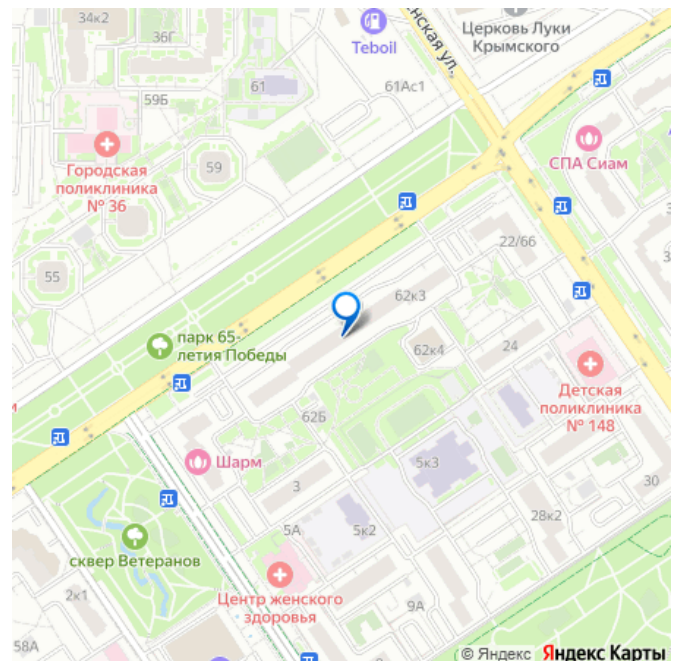 34к2
36Г
Teboil
нская ул.
Церковь Луки
Крымского
59Б
61
61Ас1
Городская
поликлиника
№ 36
59
СПА Сиам
55
22/66
62к3
парк 65-
летия Победы
62к4
24
Детская
поликлиника
№ 148
62Б
Шарм
3
5к3
30
5А
5к2
28к2
сквер Ветеранов
Центр женского
здоровья
2к1
9А
58А
© Яндекс Яндекс Карты